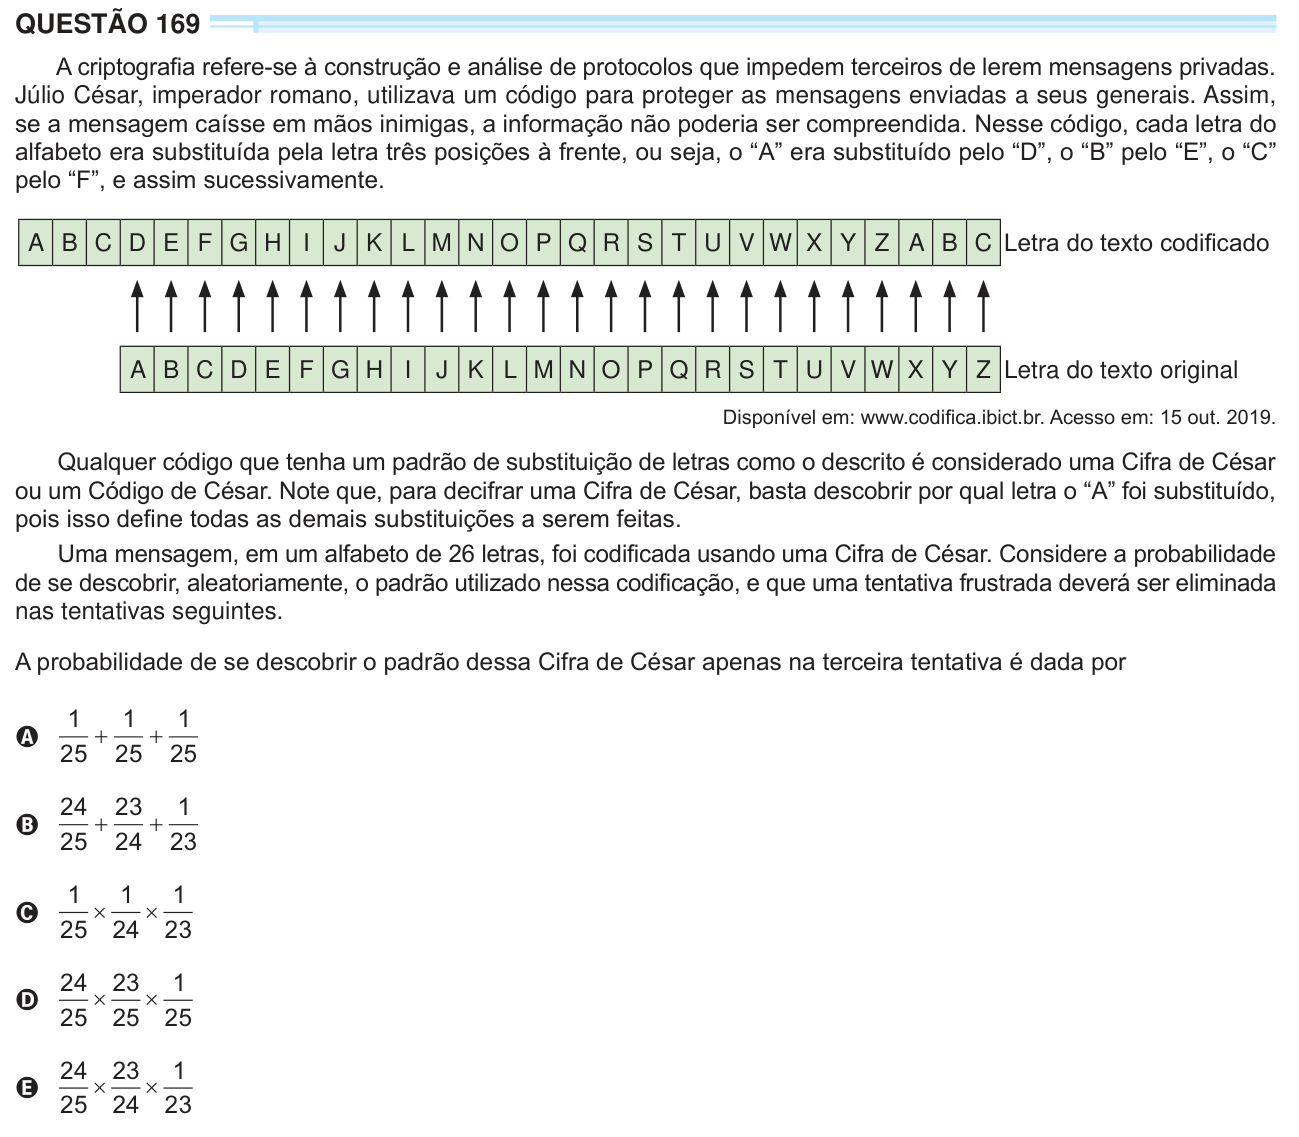 QUESTÃO 169
A criptografia refere-se à construção e análise de protocolos que impedem terceiros de lerem mensagens privadas.
Júlio César, imperador romano, utilizava um código para proteger as mensagens enviadas a seus generais. Assim,
se a mensagem caísse em mãos inimigas, a informação não poderia ser compreendida. Nesse código, cada letra do
alfabeto era substituída pela letra três posições à frente, ou seja, o “A” era substituído pelo “D”, o “B” pelo “E”, o “C”
pelo “F”, e assim sucessivamente.
A B C D E F G H I J K L M N O P Q R S T U V W X Y Z A B C Letra do texto codificado
A B C D E F G H I J K L M N O P Q R S T U V W X Y Z Letra do texto original
Disponível em: www.codifica.ibict.br. Acesso em: 15 out. 2019.
Qualquer código que tenha um padrão de substituição de letras como o descrito é considerado uma Cifra de César
ou um Código de César. Note que, para decifrar uma Cifra de César, basta descobrir por qual letra o “A” foi substituído,
pois isso define todas as demais substituições a serem feitas.
Uma mensagem, em um alfabeto de 26 letras, foi codificada usando uma Cifra de César. Considere a probabilidade
de se descobrir, aleatoriamente, o padrão utilizado nessa codificação, e que uma tentativa frustrada deverá ser eliminada
nas tentativas seguintes.
A probabilidade de se descobrir o padrão dessa Cifra de César apenas na terceira tentativa é dada por
A 1/25 + 1/25 + 1/25
B 24/25 + 23/24 + 1/23
C 1/25 × 1/24 × 1/23
D 24/25 × 23/25 × 1/25
E 24/25 × 23/24 × 1/23